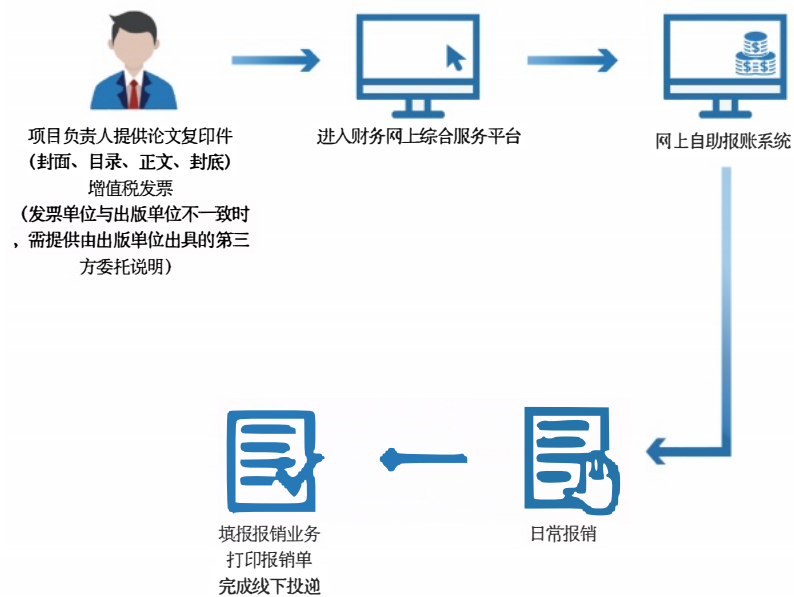 项目负责人提供论文复印件
（封面、目录、正文、封底）
增值税发票
（发票单位与出版单位不一致时
，需提供由出版单位出具的第三
方委托说明）
进入财务网上综合服务平台
网上自助报账系统
日常报销
填报报销业务
打印报销单
完成线下投递